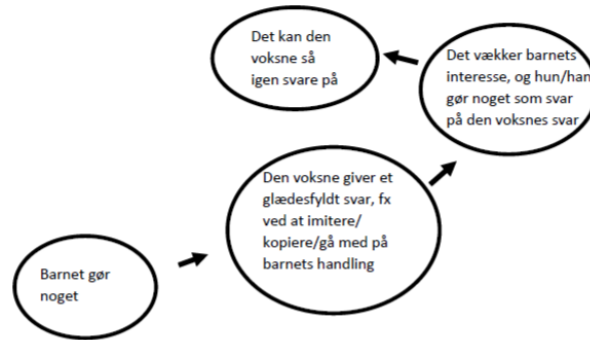 Barnet gør
noget
Den voksne giver et
glædesfyldt svar, fx
ved at imitere/
kopiere/gå med på
barnets handling
Det vækker barnets
interesse, og hun/han
gør noget som svar
på den voksnes svar
Det kan den
voksne så
igen svare på